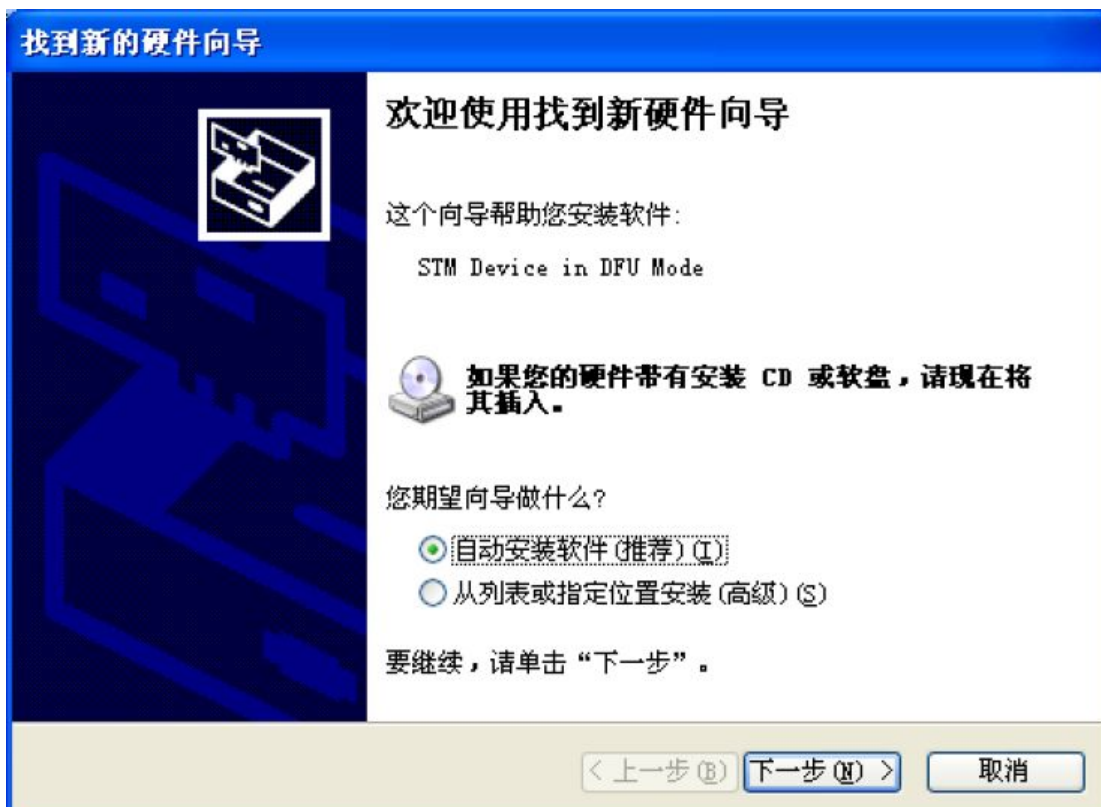 找到新的硬件向导
欢迎使用找到新硬件向导
这个向导帮助您安装软件:
STM Device in DFU Mode
如果您的硬件带有安装 CD 或软盘，请现在将
其插入。
您期望向导做什么?
自动安装软件(推荐)(I)
从列表或指定位置安装(高级)(S)
要继续，请单击“下一步”。
< 上一步(B)
下一步(N) >
取消